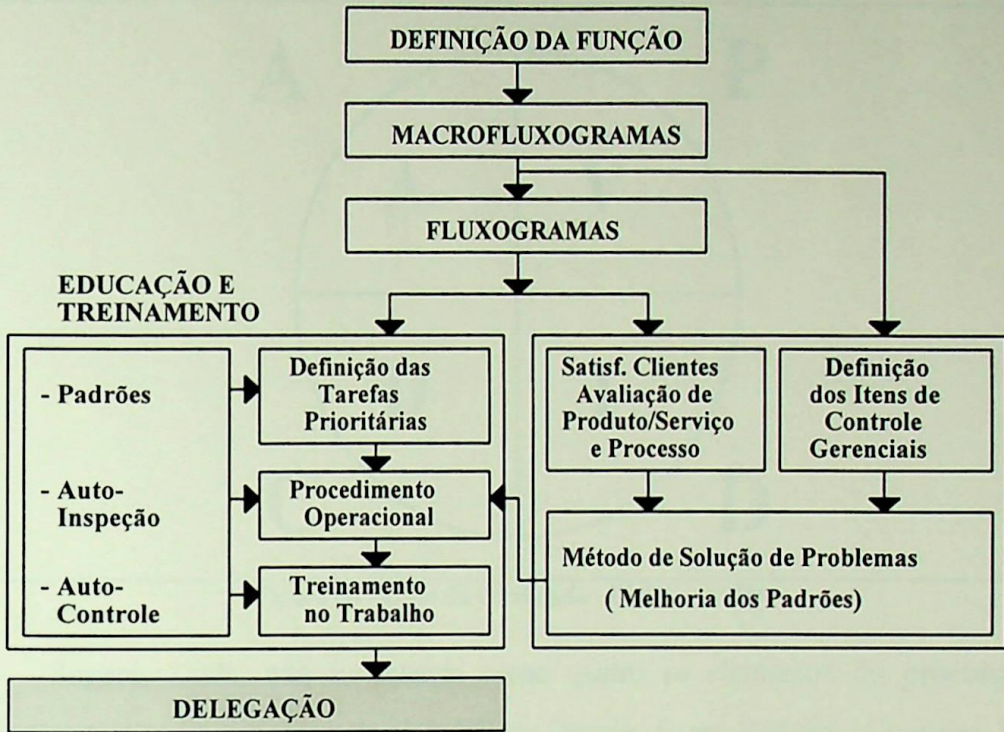 DEFINIÇÃO DA FUNÇÃO
MACROFLUXOGRAMAS
FLUXOGRAMAS
EDUCAÇÃO E
TREINAMENTO
- Padrões
- Auto-
Inspeção
- Auto-
Controle
Definição das
Tarefas
Prioritárias
Procedimento
Operacional
Treinamento
no Trabalho
Satisf. Clientes
Avaliação de
Produto/Serviço
e Processo
Definição
dos Itens de
Controle
Gerenciais
Método de Solução de Problemas
( Melhoria dos Padrões)
DELEGAÇÃO